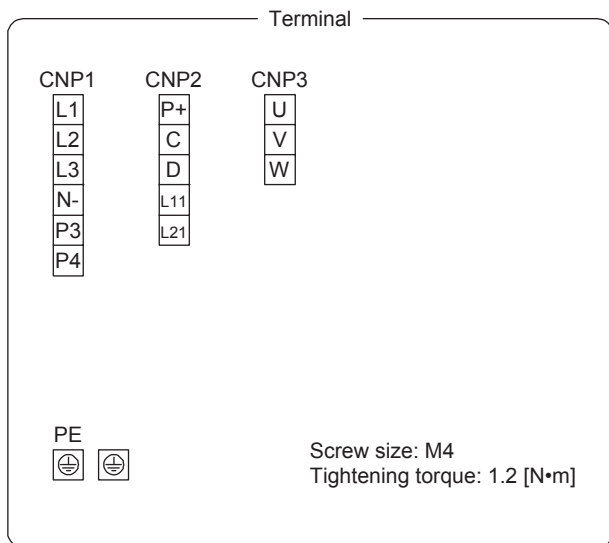 Terminal
CNP1
L1
L2
L3
N-
P3
P4
CNP2
P+
C
D
L11
L21
CNP3
U
V
W
PE
Screw size: M4
Tightening torque: 1.2 [N•m]